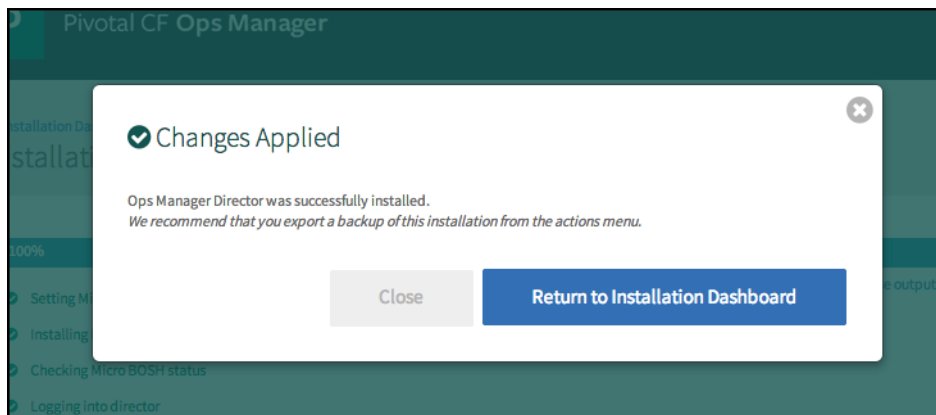 Pivotal CF Ops Manager
Installation Da
stallati
Changes Applied
Ops Manager Director was successfully installed.
We recommend that you export a backup of this installation from the actions menu.
100%
Close
Return to Installation Dashboard
e output
Setting Mi
Installing
Checking Micro BOSH status
Logging into director